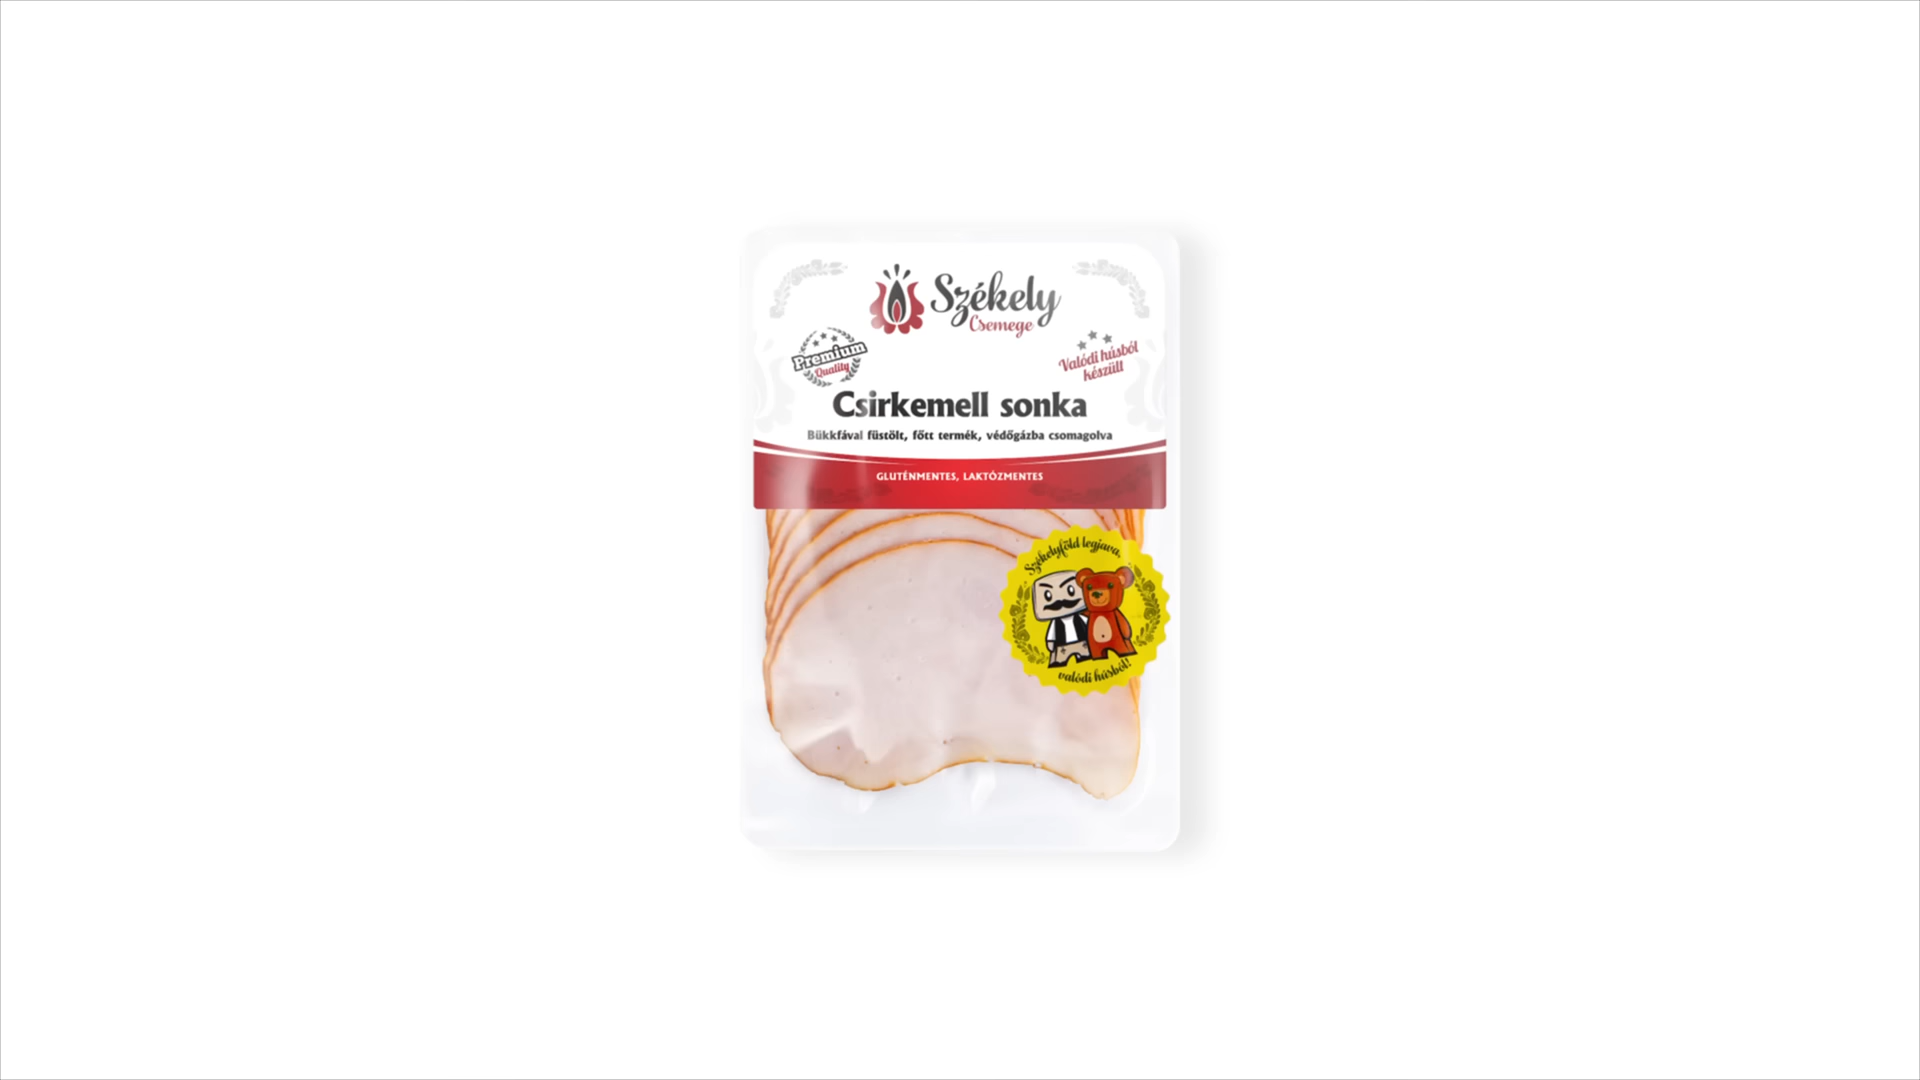 Székely
Csemege
Premium
Quality
Valódi húsból
készült
Csirkemell sonka
Bükkfával füstölt, főtt termék, védőgázba csomagolva
GLUTÉNMENTES, LAKTÓZMENTES
Székelyföld legjava,
valódi húsból!